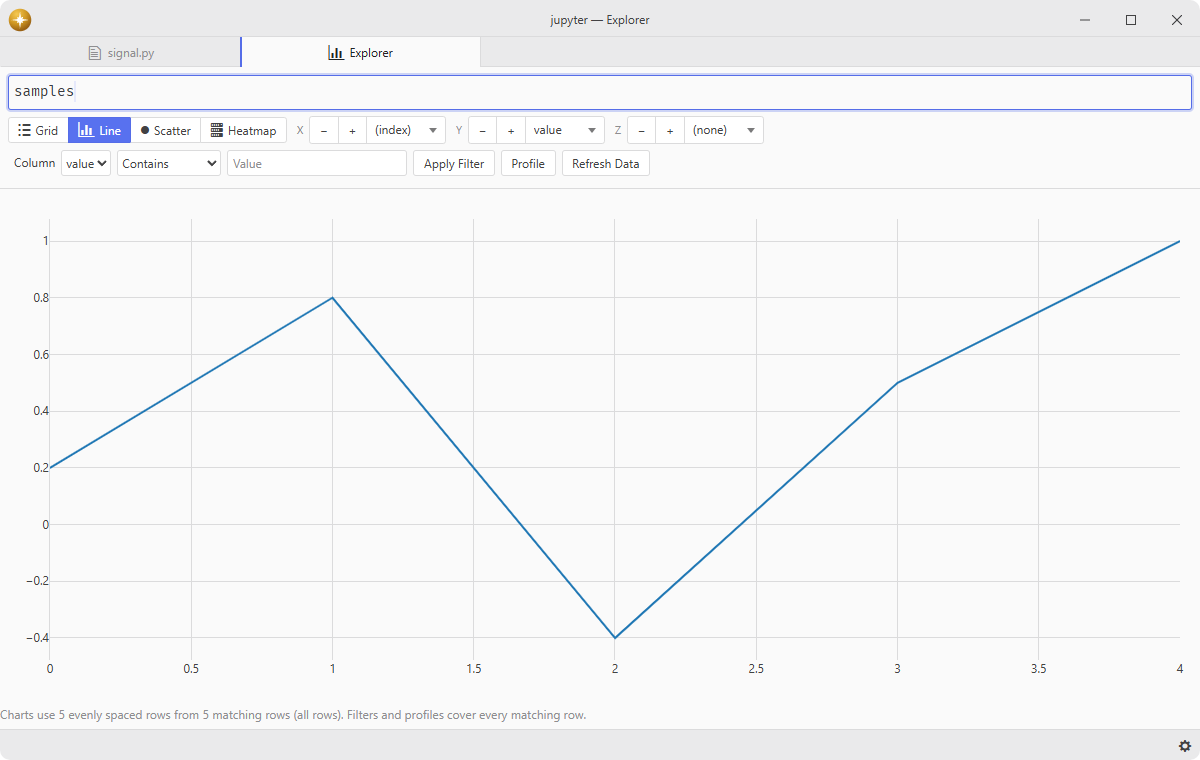 jupyter — Explorer
signal.py
Explorer
samples
Grid Line Scatter Heatmap X − + (index) Y − + value Z − + (none)
Column value Contains Value Apply Filter Profile Refresh Data
1
0.8
0.6
0.4
0.2
0
−0.2
−0.4
0 0.5 1 1.5 2 2.5 3 3.5 4
Charts use 5 evenly spaced rows from 5 matching rows (all rows). Filters and profiles cover every matching row.